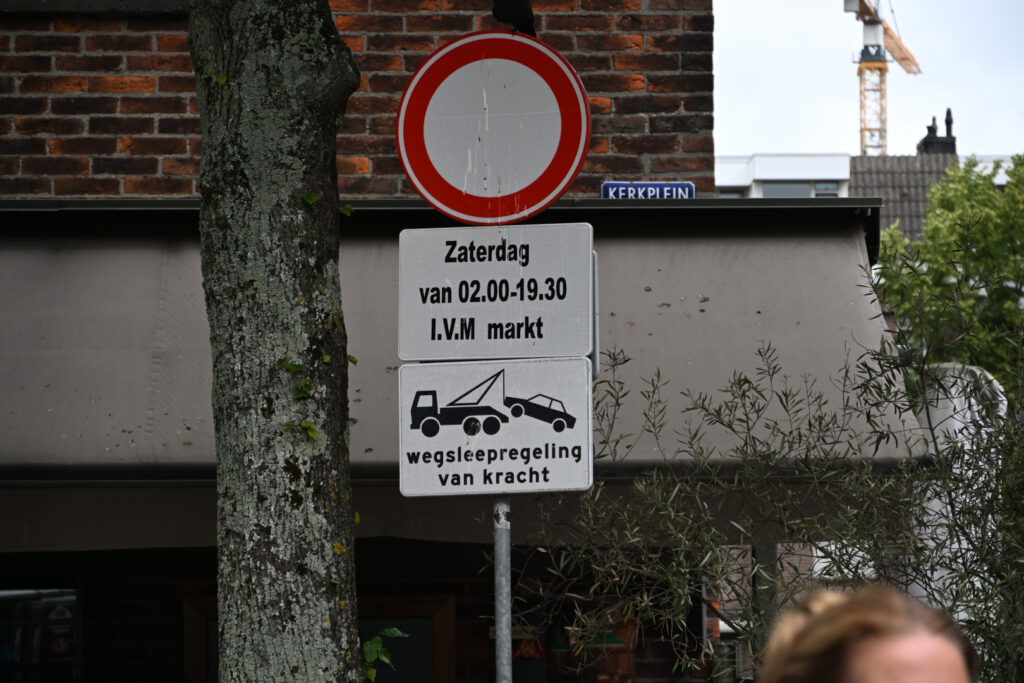 KERKPLEIN
Zaterdag
van 02.00-19.30
I.V.M markt
wegsleepregeling
van kracht